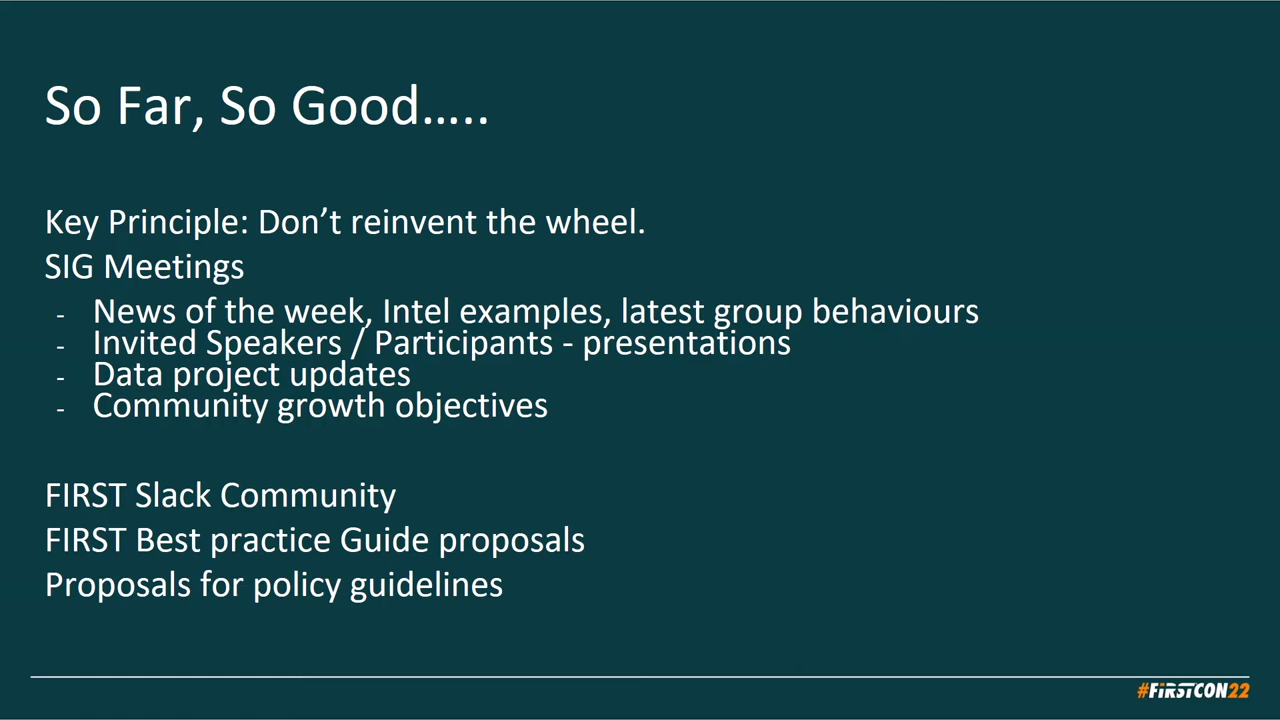 So Far, So Good…..
Key Principle: Don’t reinvent the wheel.
SIG Meetings
- News of the week, Intel examples, latest group behaviours
- Invited Speakers / Participants - presentations
- Data project updates
- Community growth objectives
FIRST Slack Community
FIRST Best practice Guide proposals
Proposals for policy guidelines
#FiRSTCON22